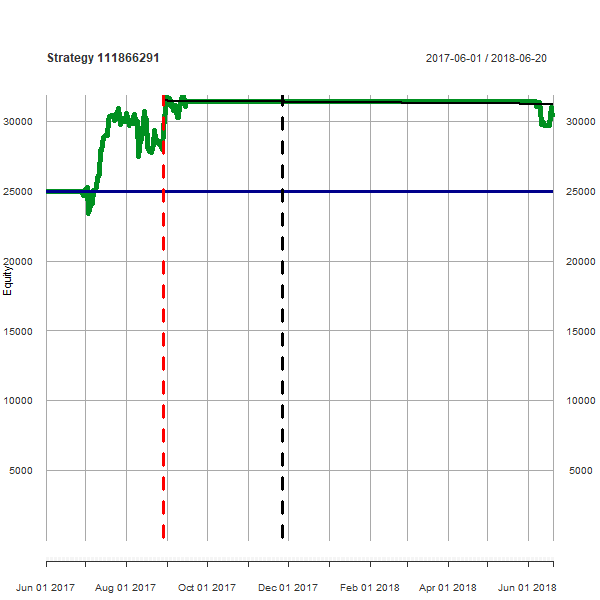 Strategy 111866291
2017-06-01 / 2018-06-20
30000
30000
25000
25000
20000
20000
Equity
15000
15000
10000
10000
5000
5000
Jun 01 2017
Aug 01 2017
Oct 01 2017
Dec 01 2017
Feb 01 2018
Apr 01 2018
Jun 01 2018